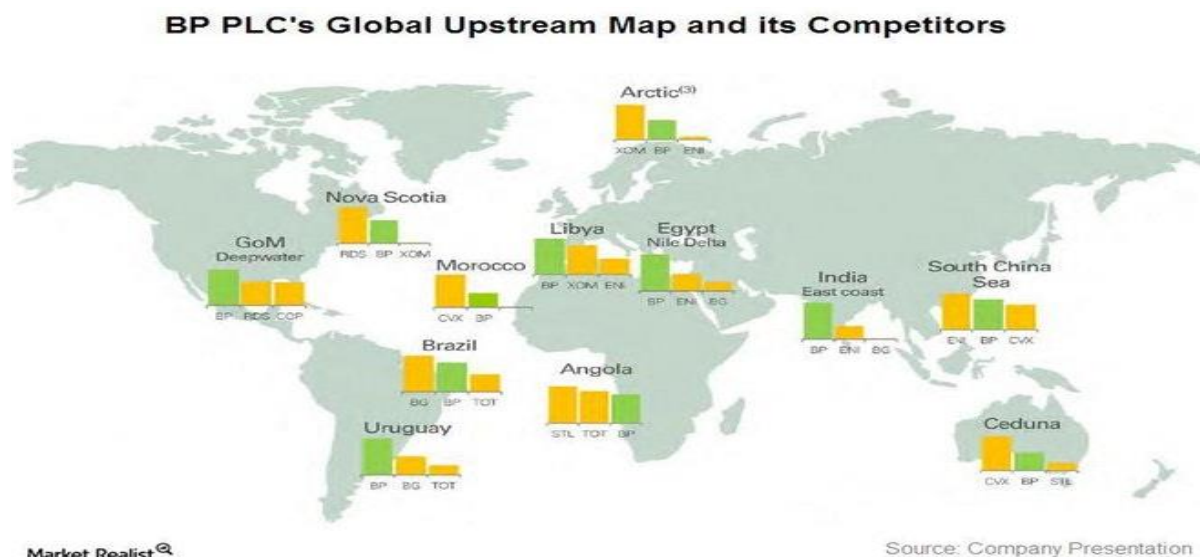 BP PLC's Global Upstream Map and its Competitors
Arctic(3)
XOM BP ENI
Nova Scotia
RDS BP XOM
GoM
Deepwater
BP RDS COP
Libya
BP XOM ENI
Egypt
Nile Delta
BP ENI BG
Morocco
CVX BP
India
East coast
BP ENI BG
South China
Sea
BP CVX
Brazil
BG BP TOT
Angola
STL TOT BP
Uruguay
BP BG TOT
Ceduna
CVX BP STL
Market Realist
Source: Company Presentation